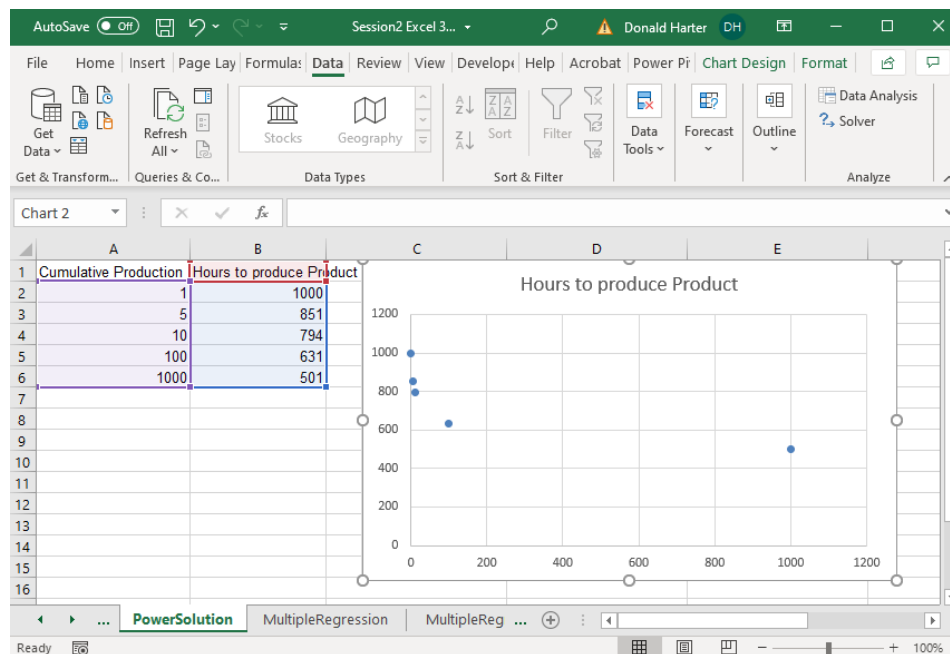 AutoSave Off Session2 Excel 3... Donald Harter DH
File Home Insert Page Lay Formulas Data Review View Develope Help Acrobat Power Pi Chart Design Format
Get Data Refresh All Stocks Geography Sort Filter Data Tools Forecast Outline Data Analysis
Solver
Get & Transform... Queries & Co... Data Types Sort & Filter Analyze
Chart 2 fx
A B C D E
1 Cumulative Production Hours to produce Product
2 1 1000
3 5 851
4 10 794
5 100 631
6 1000 501
7
8
9
10
11
12
13
14
15
16
Hours to produce Product
1200
1000
800
600
400
200
0
0 200 400 600 800 1000 1200
... PowerSolution MultipleRegression MultipleReg ...
Ready 100%